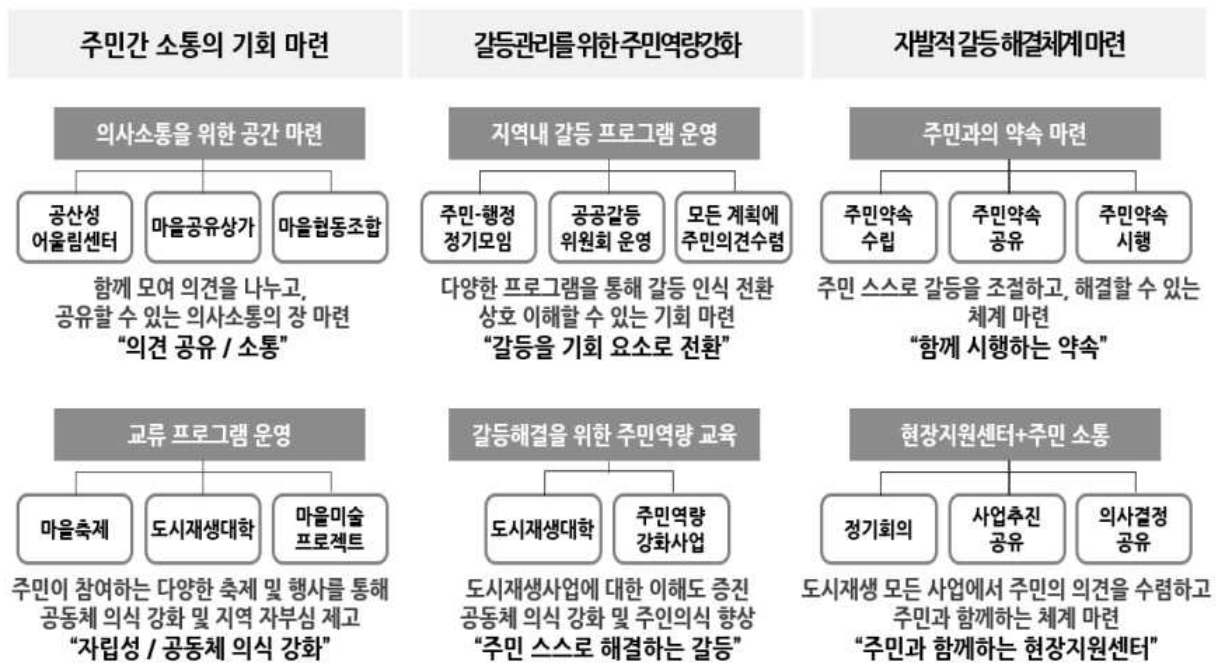 주민간 소통의 기회 마련
의사소통을 위한 공간 마련
공산성
어울림센터
마을공유상가
마을협동조합
함께 모여 의견을 나누고,
공유할 수 있는 의사소통의 장 마련
“의견 공유 / 소통”
교류 프로그램 운영
마을축제
도시재생대학
마을미술
프로젝트
주민이 참여하는 다양한 축제 및 행사를 통해
공동체 의식 강화 및 지역 자부심 제고
“자립성 / 공동체 의식 강화”
갈등관리를 위한 주민역량강화
지역내 갈등 프로그램 운영
주민-행정
정기모임
공공갈등
위원회 운영
모든 계획에
주민의견수렴
다양한 프로그램을 통해 갈등 인식 전환
상호 이해할 수 있는 기회 마련
“갈등을 기회 요소로 전환”
갈등해결을 위한 주민역량 교육
도시재생대학
주민역량
강화사업
도시재생사업에 대한 이해도 증진
공동체 의식 강화 및 주인의식 향상
“주민 스스로 해결하는 갈등”
자발적 갈등 해결체계 마련
주민과의 약속 마련
주민약속
수립
주민약속
공유
주민약속
시행
주민 스스로 갈등을 조절하고, 해결할 수 있는
체계 마련
“함께 시행하는 약속”
현장지원센터+주민 소통
정기회의
사업추진
공유
의사결정
공유
도시재생 모든 사업에서 주민의 의견을 수렴하고
주민과 함께하는 체계 마련
“주민과 함께하는 현장지원센터”